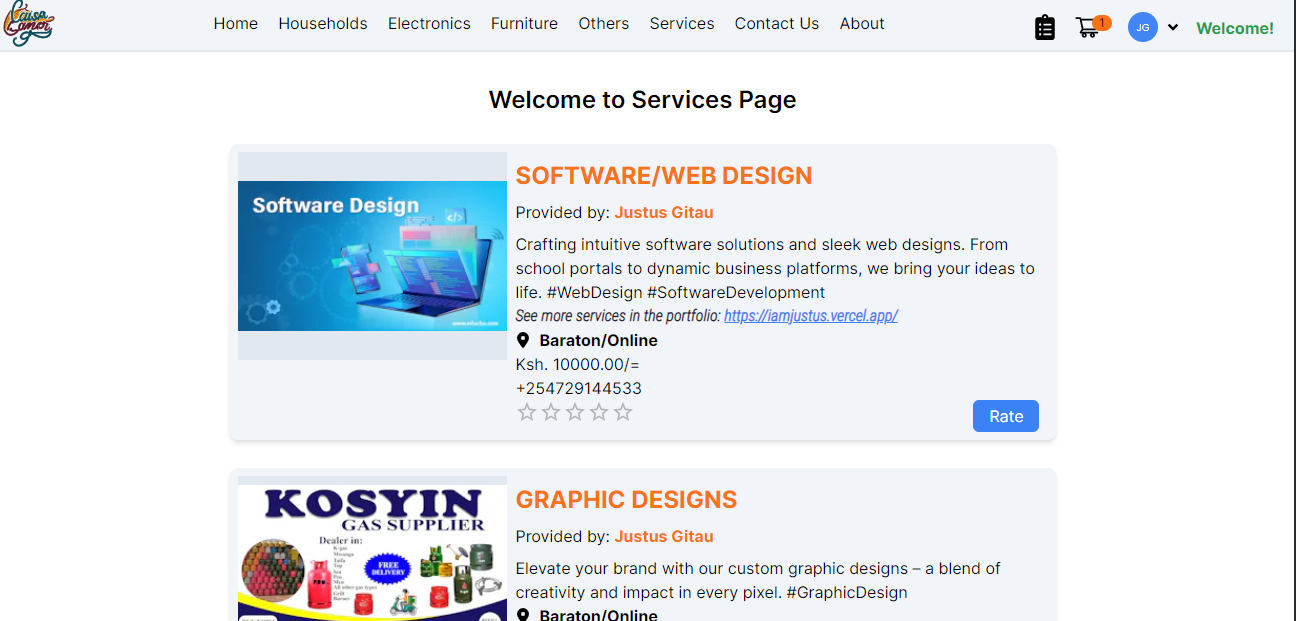 Causa Amor
Home Households Electronics Furniture Others Services Contact Us About
1
JG
Welcome!
Welcome to Services Page
Software Design
www.educba.com
SOFTWARE/WEB DESIGN
Provided by: Justus Gitau
Crafting intuitive software solutions and sleek web designs. From
school portals to dynamic business platforms, we bring your ideas to
life. #WebDesign #SoftwareDevelopment
See more services in the portfolio: https://iamjustus.vercel.app/
Baraton/Online
Ksh. 10000.00/=
+254729144533
Rate
KOSYIN
GAS SUPPLIER
Dealer in:
K-gas
Mwanga
Taifa
Top
Sea
Pro
Men
All other gas types
Grill
Burner
FREE
DELIVERY
PRO
GRAPHIC DESIGNS
Provided by: Justus Gitau
Elevate your brand with our custom graphic designs – a blend of
creativity and impact in every pixel. #GraphicDesign
Baraton/Online